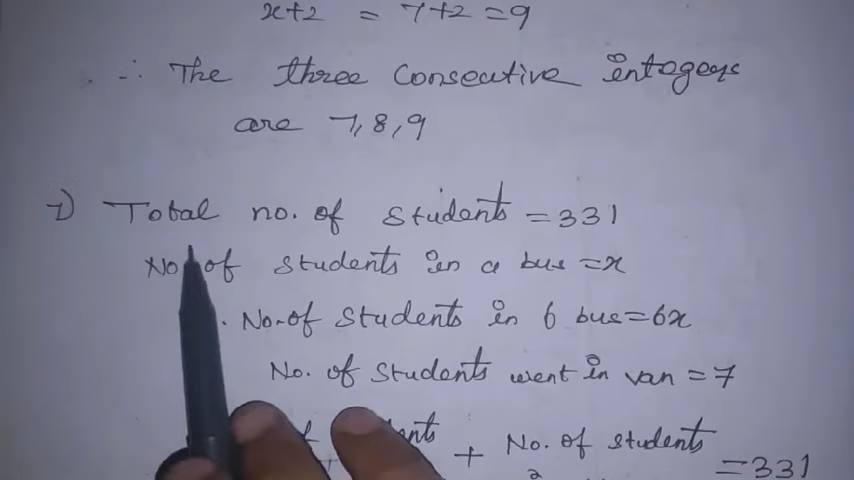 x+2 = 7+2 = 9
∴ The three Consecutive intogers
are 7, 8, 9
7) Total no. of students = 331
No. of students in a bus = x
No. of students in 6 bus = 6x
No. of students went in van = 7
+ No. of students = 331